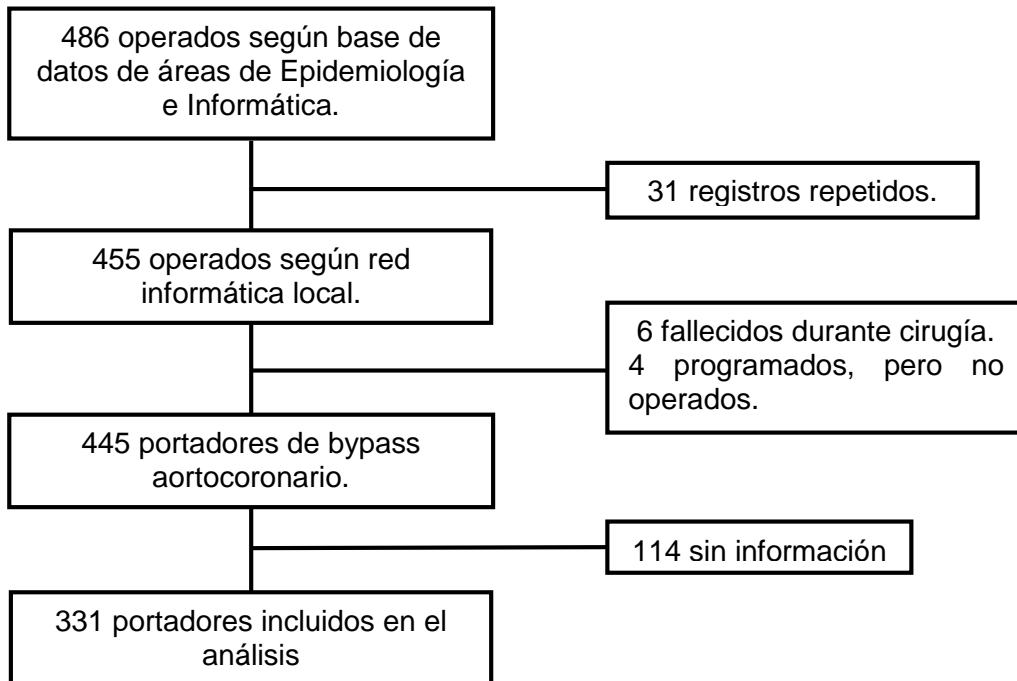 486 operados según base de
datos de áreas de Epidemiología
e Informática.
31 registros repetidos.
455 operados según red
informática local.
6 fallecidos durante cirugía.
4 programados, pero no
operados.
445 portadores de bypass
aortocoronario.
114 sin información
331 portadores incluidos en el
análisis